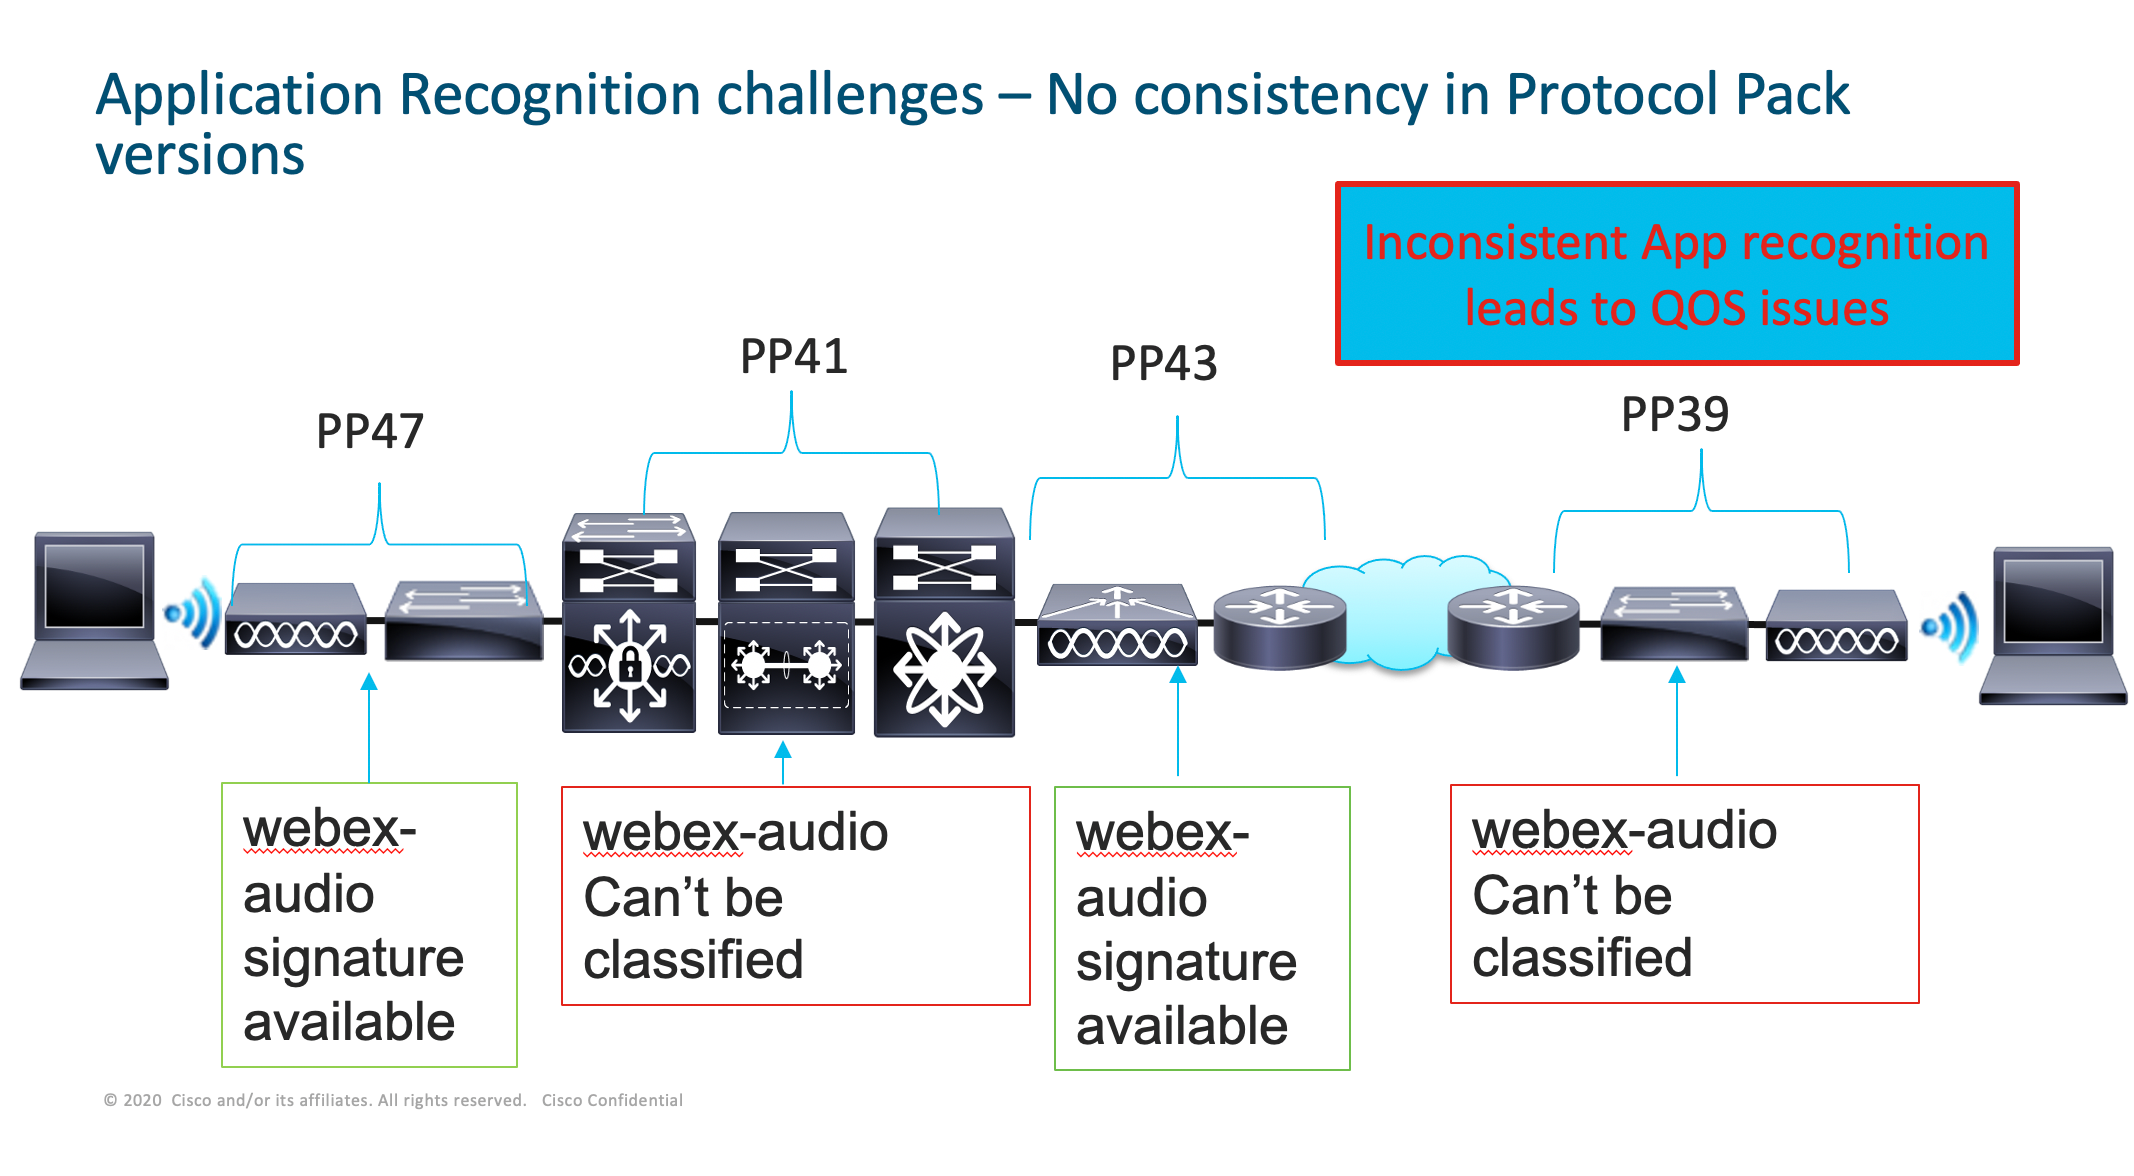 Application Recognition challenges – No consistency in Protocol Pack
versions
Inconsistent App recognition
leads to QOS issues
PP41
PP43
PP39
PP47
webex-
audio
signature
available
webex-audio
Can’t be
classified
webex-
audio
signature
available
webex-audio
Can’t be
classified
© 2020 Cisco and/or its affiliates. All rights reserved. Cisco Confidential